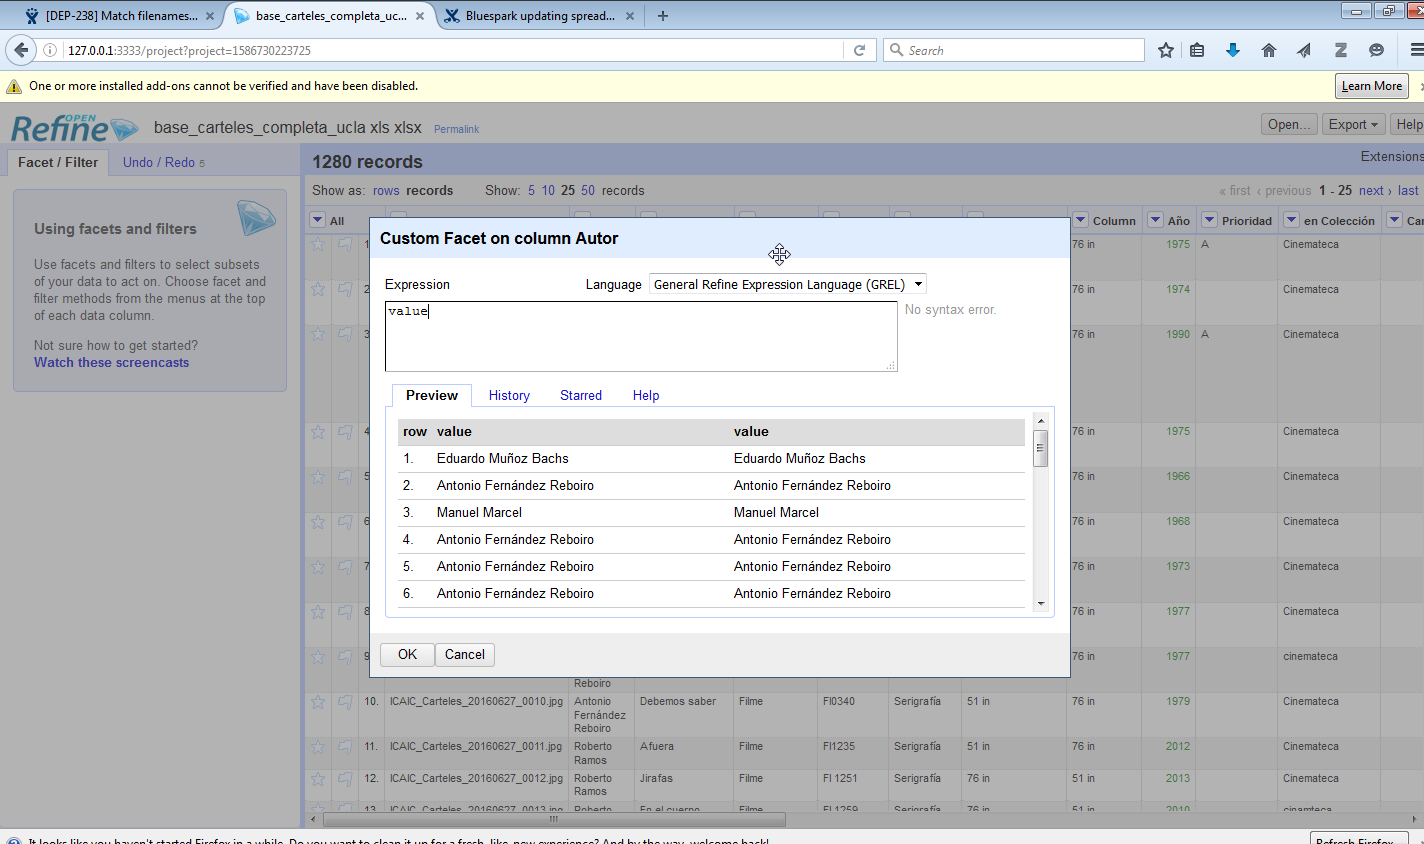 [DEP-238] Match filenames... × base_carteles_completa_uc... × Bluespark updating spread... × +
127.0.0.1:3333/project?project=1586730223725 Search
One or more installed add-ons cannot be verified and have been disabled. Learn More
OPEN
Refine base_carteles_completa_ucla xls xlsx Permalink Open... Export Help
Facet / Filter Undo / Redo 5 1280 records Extensions
Show as: rows records Show: 5 10 25 50 records « first ‹ previous 1 - 25 next › last
All Column Año Prioridad en Colección Car
Using facets and filters
Use facets and filters to select subsets
of your data to act on. Choose facet and
filter methods from the menus at the top
of each data column.
Not sure how to get started?
Watch these screencasts
Custom Facet on column Autor
Expression Language General Refine Expression Language (GREL)
value No syntax error.
Preview History Starred Help
row value value
1. Eduardo Muñoz Bachs Eduardo Muñoz Bachs
2. Antonio Fernández Reboiro Antonio Fernández Reboiro
3. Manuel Marcel Manuel Marcel
4. Antonio Fernández Reboiro Antonio Fernández Reboiro
5. Antonio Fernández Reboiro Antonio Fernández Reboiro
6. Antonio Fernández Reboiro Antonio Fernández Reboiro
OK Cancel
1 76 in 1975 A Cinemateca
2 76 in 1974 Cinemateca
3 76 in 1990 A Cinemateca
4 76 in 1975 Cinemateca
5 76 in 1966 Cinemateca
6 76 in 1968 Cinemateca
7 76 in 1973 Cinemateca
8 76 in 1977 Cinemateca
9 76 in 1977 cinemateca
Reboiro
10. ICAIC_Carteles_20160627_0010.jpg Antonio Debemos saber Filme FI0340 Serigrafía 51 in 76 in 1979 Cinemateca
Fernández
Reboiro
11. ICAIC_Carteles_20160627_0011.jpg Roberto Afuera Filme FI1235 Serigrafía 51 in 76 in 2012 Cinemateca
Ramos
12. ICAIC_Carteles_20160627_0012.jpg Roberto Jirafas Filme FI 1251 Serigrafía 76 in 51 in 2013 Cinemateca
Ramos
13. ICAIC_Carteles_20160627_0013.jpg Roberto En el cuerpo Filme FI 1259 Serigrafía 76 in 51 in 2010 cinamteca
It looks like you haven't started Firefox in a while. Do you want to clean it up for a fresh, like-new experience? And by the way, welcome back! Refresh Firefox...